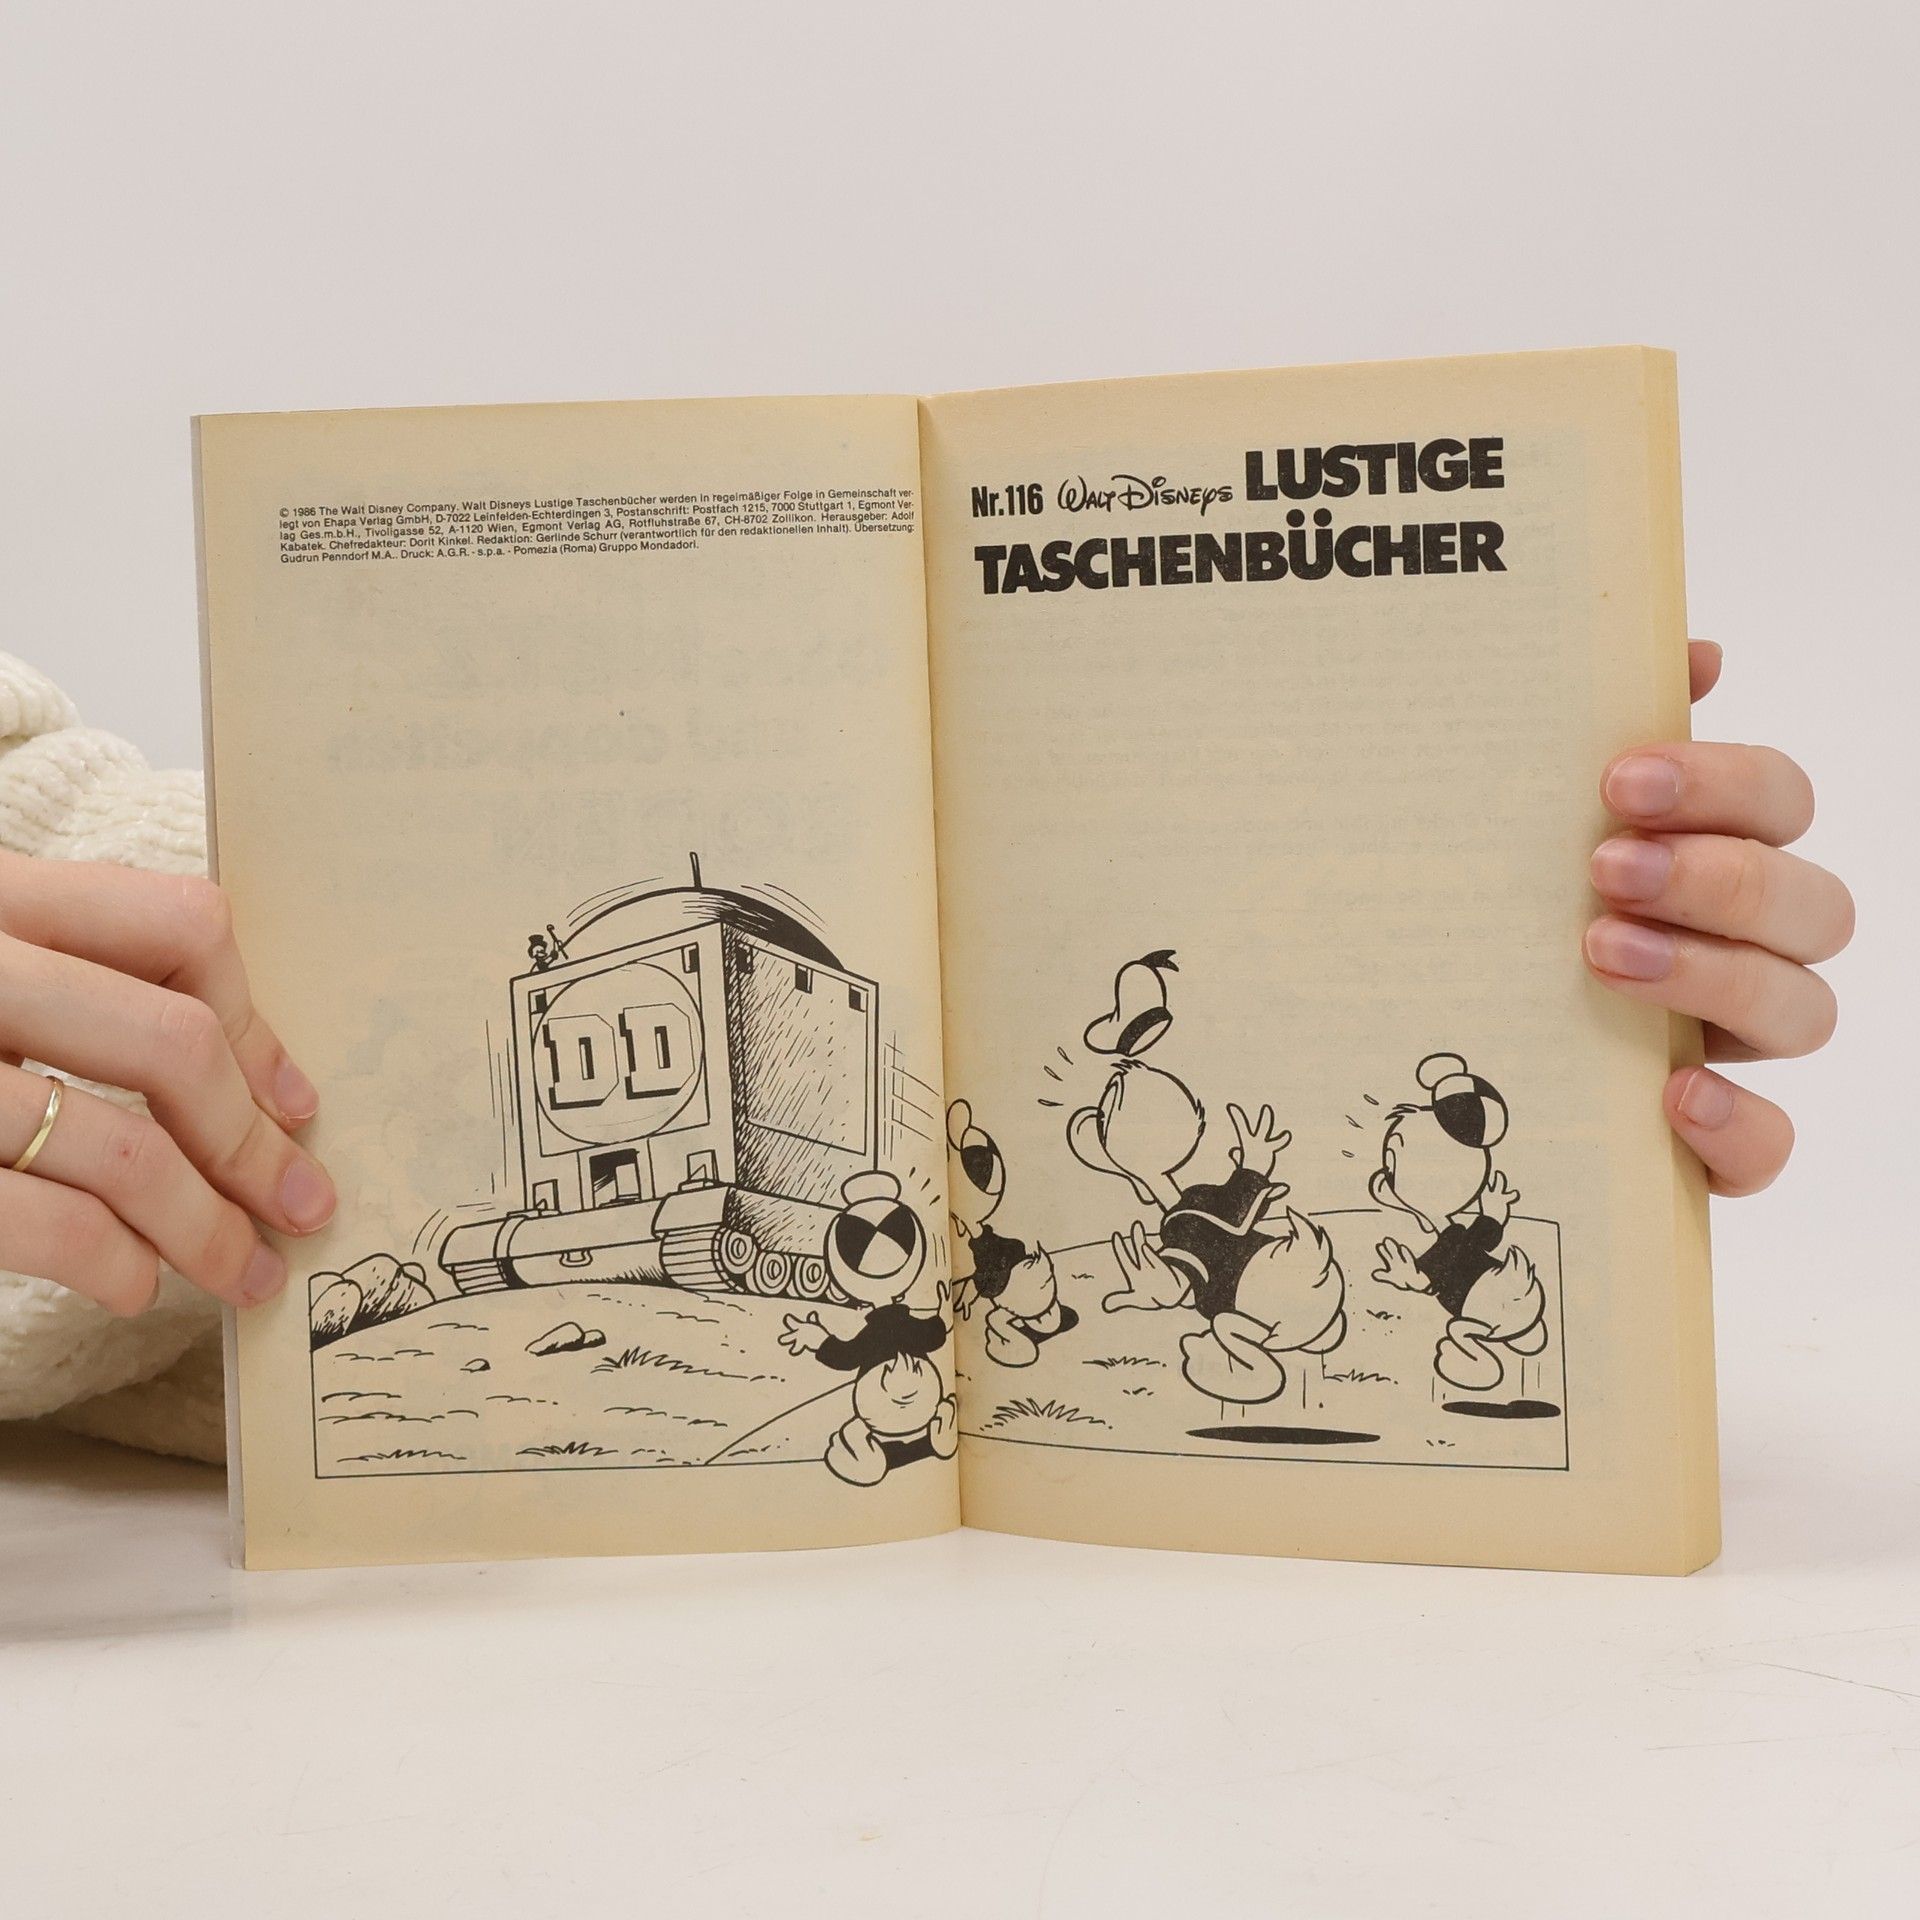 © 1986 The Walt Disney Company. Walt Disneys Lustige Taschenbücher werden in regelmäßiger Folge in Gemeinschaft ver-
legt von Ehapa Verlag GmbH, D-7022 Leinfelden-Echterdingen 3, Postanschrift: Postfach 1215, 7000 Stuttgart 1, Egmont Ver-
lag Ges.m.b.H., Tivoligasse 52, A-1120 Wien, Egmont Verlag AG, Rotfluhstraße 67, CH-8702 Zollikon. Herausgeber: Adolf
Kabatek. Chefredakteur: Dorit Kinkel. Redaktion: Gerlinde Schurr (verantwortlich für den redaktionellen Inhalt). Übersetzung:
Gudrun Penndorf M.A.. Druck: A.G.R. - s.p.a. - Pomezia (Roma) Gruppo Mondadori.
DD
Nr.116 WALT DISNEYS LUSTIGE
TASCHENBÜCHER